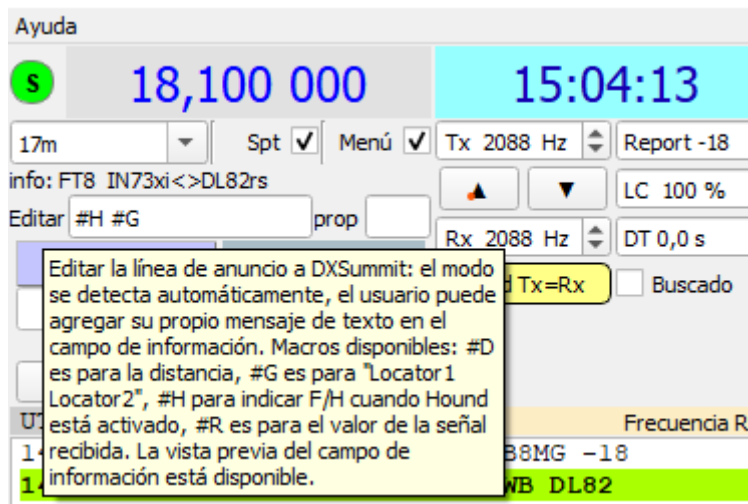 Ayuda
S 18,100 000 15:04:13
17m Spt Menú Tx 2088 Hz Report -18
info: FT8 IN73xi<>DL82rs
LC 100 %
Editar #H #G prop
Rx 2088 Hz DT 0,0 s
Tx=Rx Buscado
Editar la línea de anuncio a DXSummit: el modo
se detecta automáticamente, el usuario puede
agregar su propio mensaje de texto en el
campo de información. Macros disponibles: #D
es para la distancia, #G es para "Locator1
Locator2", #H para indicar F/H cuando Hound
está activado, #R es para el valor de la señal
recibida. La vista previa del campo de
información está disponible.
Frecuencia R
B8MG -18
WB DL82